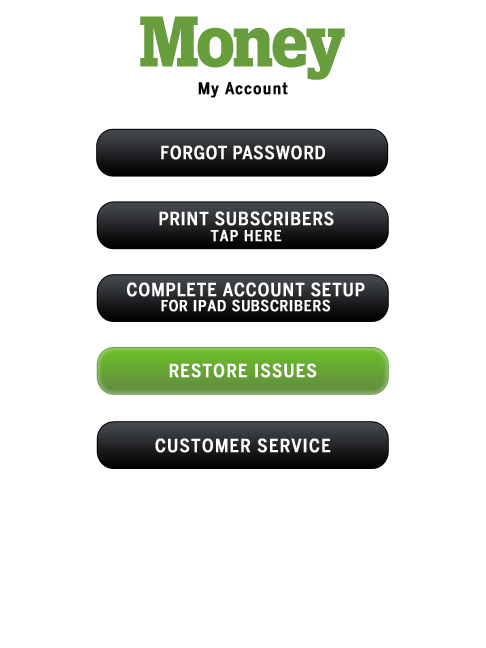 Money
My Account
FORGOT PASSWORD
PRINT SUBSCRIBERS
TAP HERE
COMPLETE ACCOUNT SETUP
FOR IPAD SUBSCRIBERS
RESTORE ISSUES
CUSTOMER SERVICE